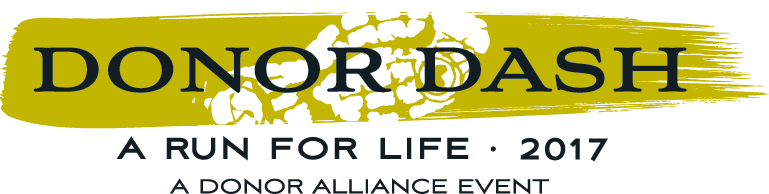 DONOR DASH
A RUN FOR LIFE · 2017
A DONOR ALLIANCE EVENT